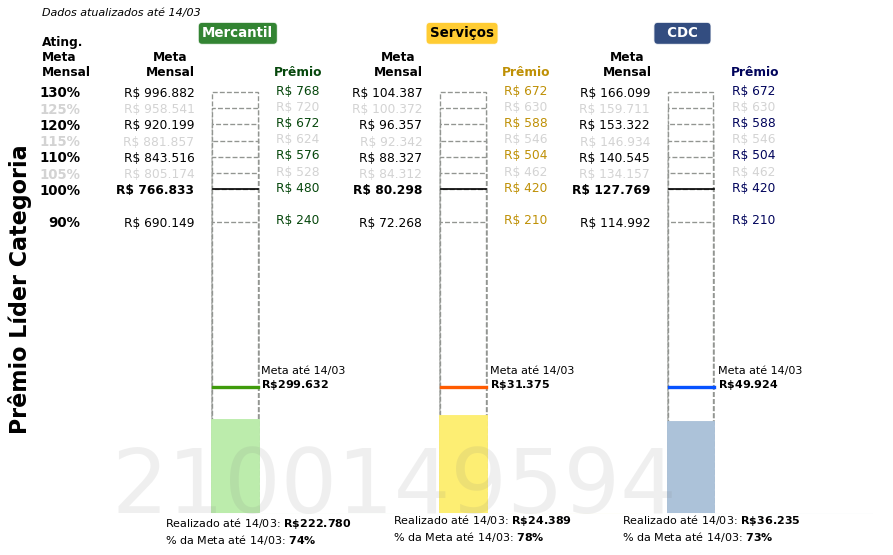 Dados atualizados até 14/03
Mercantil Serviços CDC
Ating. Meta Mensal Meta Mensal Prêmio Meta Mensal Prêmio Meta Mensal Prêmio
130% R$ 996.882 R$ 768 R$ 104.387 R$ 672 R$ 166.099 R$ 672
125% R$ 958.541 R$ 720 R$ 100.372 R$ 630 R$ 159.711 R$ 630
120% R$ 920.199 R$ 672 R$ 96.357 R$ 588 R$ 153.322 R$ 588
115% R$ 881.857 R$ 624 R$ 92.342 R$ 546 R$ 146.934 R$ 546
110% R$ 843.516 R$ 576 R$ 88.327 R$ 504 R$ 140.545 R$ 504
105% R$ 805.174 R$ 528 R$ 84.312 R$ 462 R$ 134.157 R$ 462
100% R$ 766.833 R$ 480 R$ 80.298 R$ 420 R$ 127.769 R$ 420
90% R$ 690.149 R$ 240 R$ 72.268 R$ 210 R$ 114.992 R$ 210
Prêmio Líder Categoria
Meta até 14/03 Meta até 14/03 Meta até 14/03
R$299.632 R$31.375 R$49.924
2100149594
Realizado até 14/03: R$222.780 Realizado até 14/03: R$24.389 Realizado até 14/03: R$36.235
% da Meta até 14/03: 74% % da Meta até 14/03: 78% % da Meta até 14/03: 73%